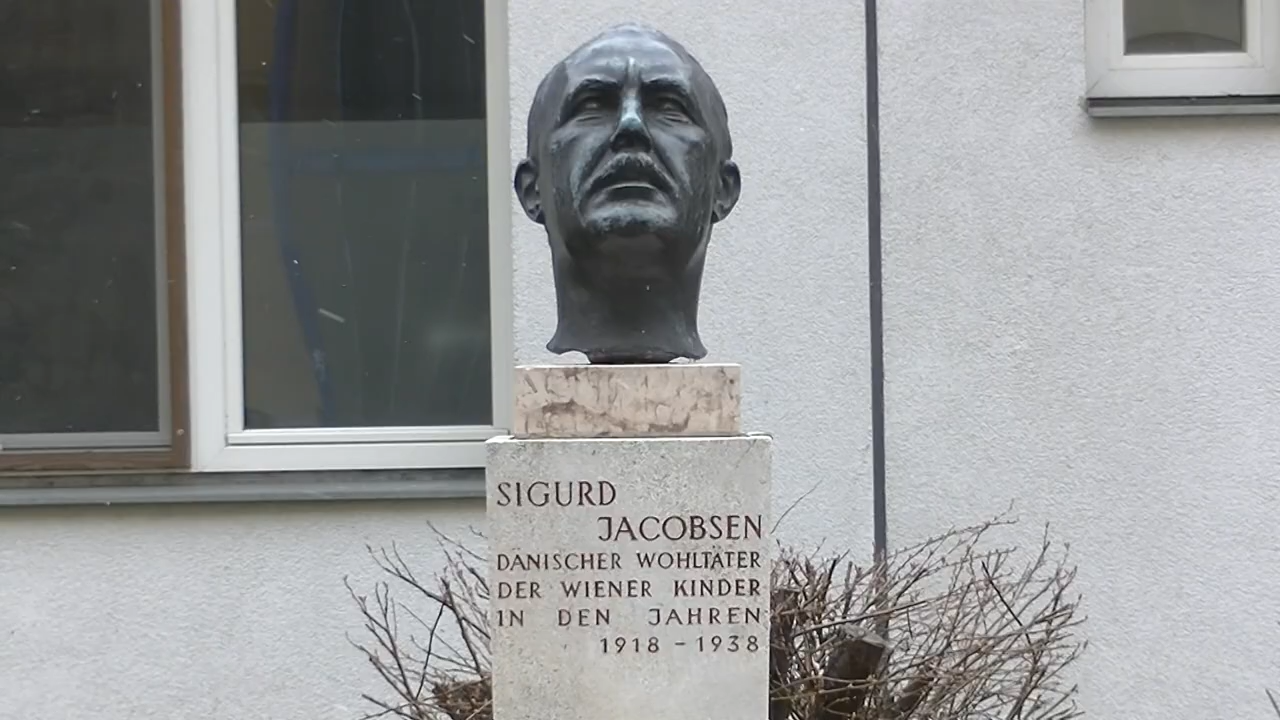 SIGURD
JACOBSEN
DÄNISCHER WOHLTÄTER
DER WIENER KINDER
IN DEN JAHREN
1918 - 1938